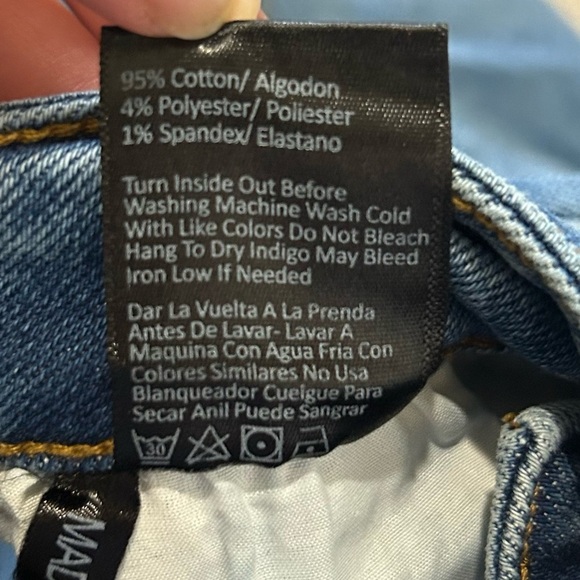 95% Cotton/ Algodon
4% Polyester/ Poliester
1% Spandex/ Elastano
Turn Inside Out Before
Washing Machine Wash Cold
With Like Colors Do Not Bleach
Hang To Dry Indigo May Bleed
Iron Low If Needed
Dar La Vuelta A La Prenda
Antes De Lavar- Lavar A
Maquina Con Agua Fria Con
Colores Similares No Usa
Blanqueador Cuelgue Para
Secar Anil Puede Sangrar
30
MAD